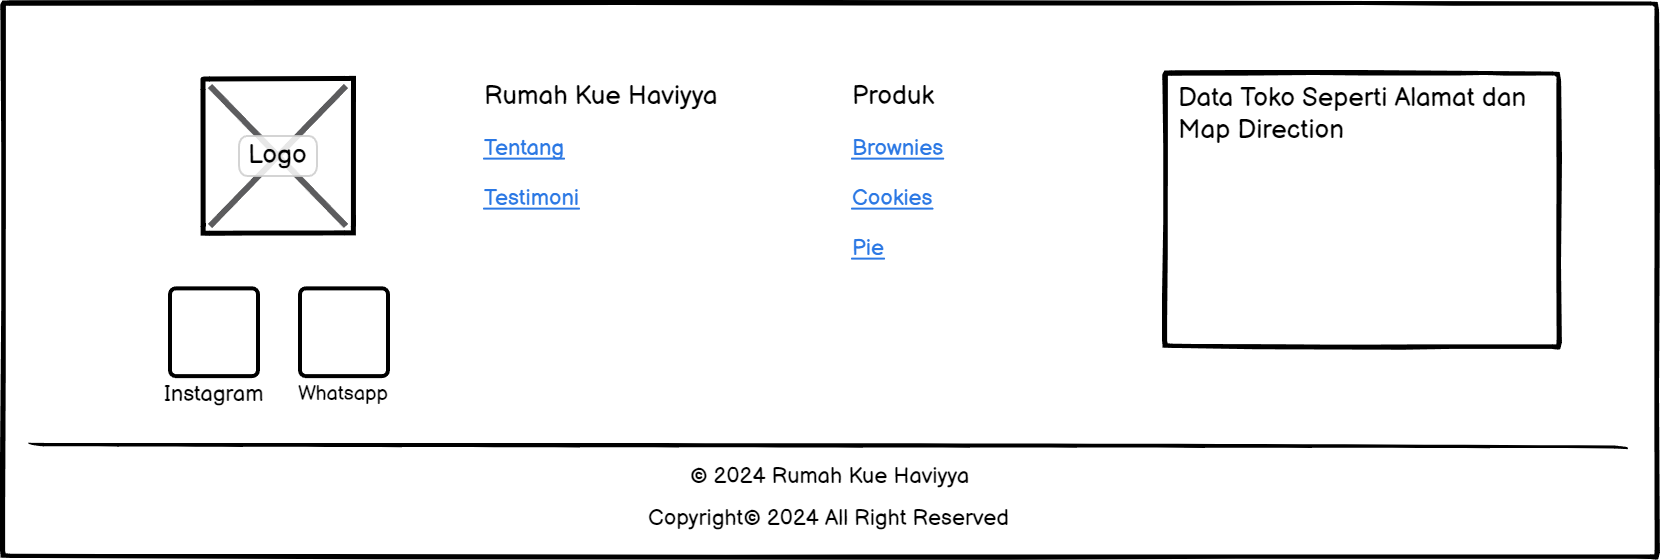 Logo
Instagram
Whatsapp
Rumah Kue Haviyya
Tentang
Testimoni
Produk
Brownies
Cookies
Pie
Data Toko Seperti Alamat dan
Map Direction
© 2024 Rumah Kue Haviyya
Copyright© 2024 All Right Reserved